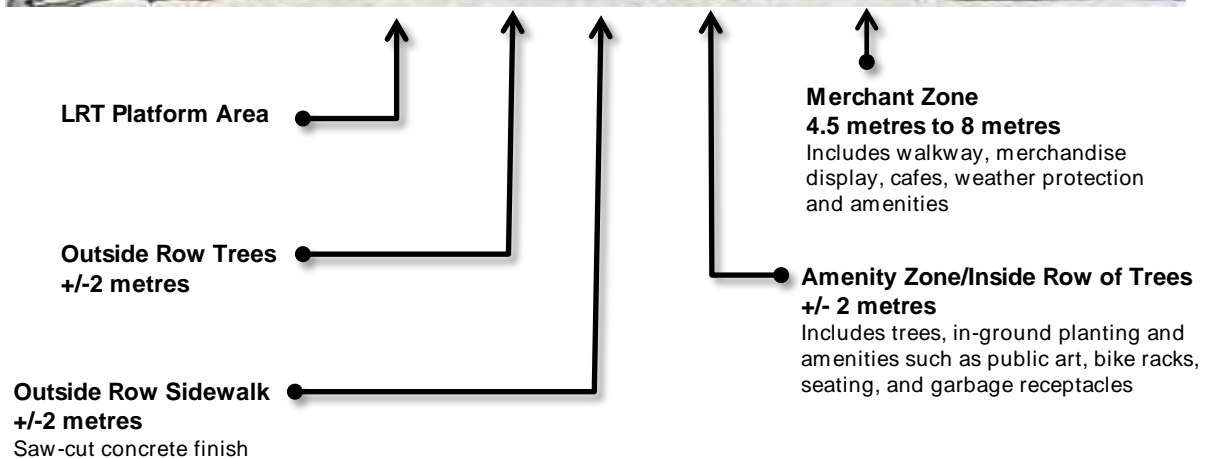 LRT Platform Area
Outside Row Trees
+/-2 metres
Outside Row Sidewalk
+/-2 metres
Saw-cut concrete finish
Merchant Zone
4.5 metres to 8 metres
Includes walkway, merchandise
display, cafes, weather protection
and amenities
Amenity Zone/Inside Row of Trees
+/- 2 metres
Includes trees, in-ground planting and
amenities such as public art, bike racks,
seating, and garbage receptacles